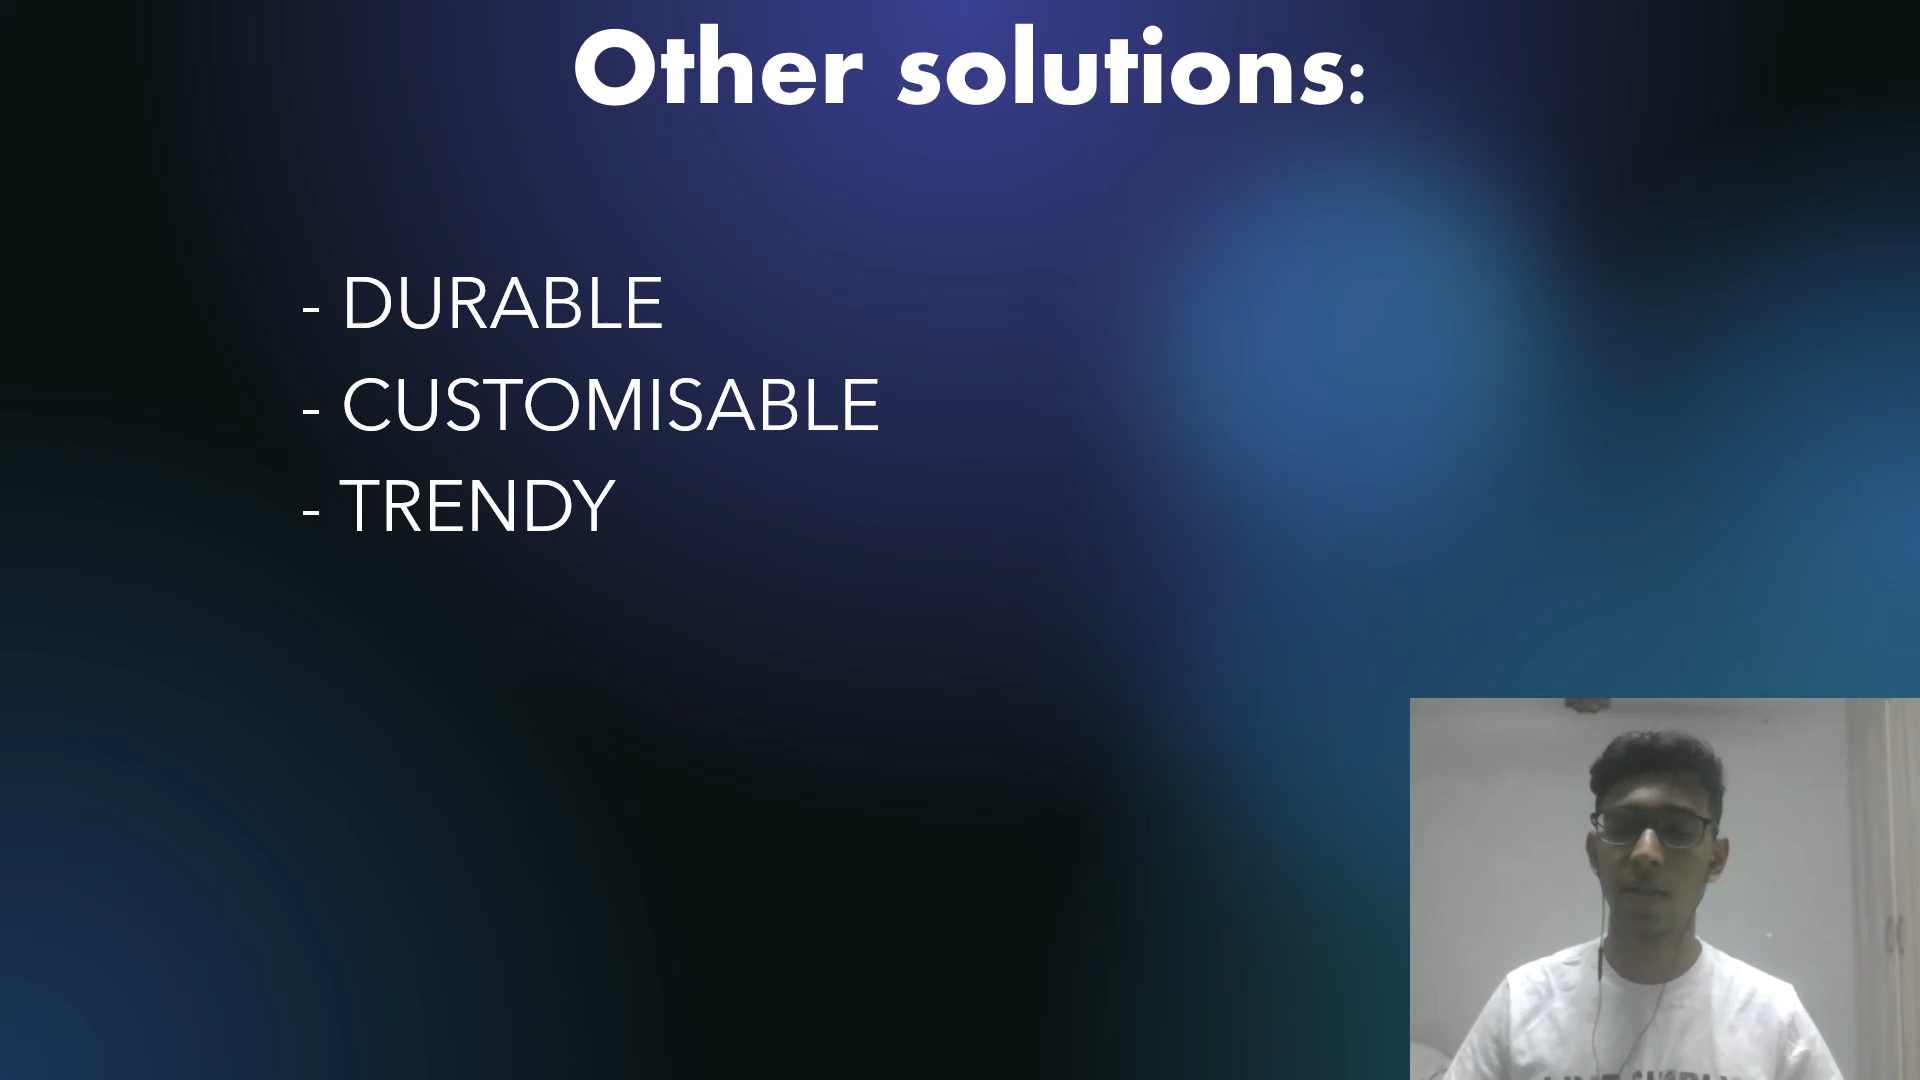 Other solutions:
- DURABLE
- CUSTOMISABLE
- TRENDY